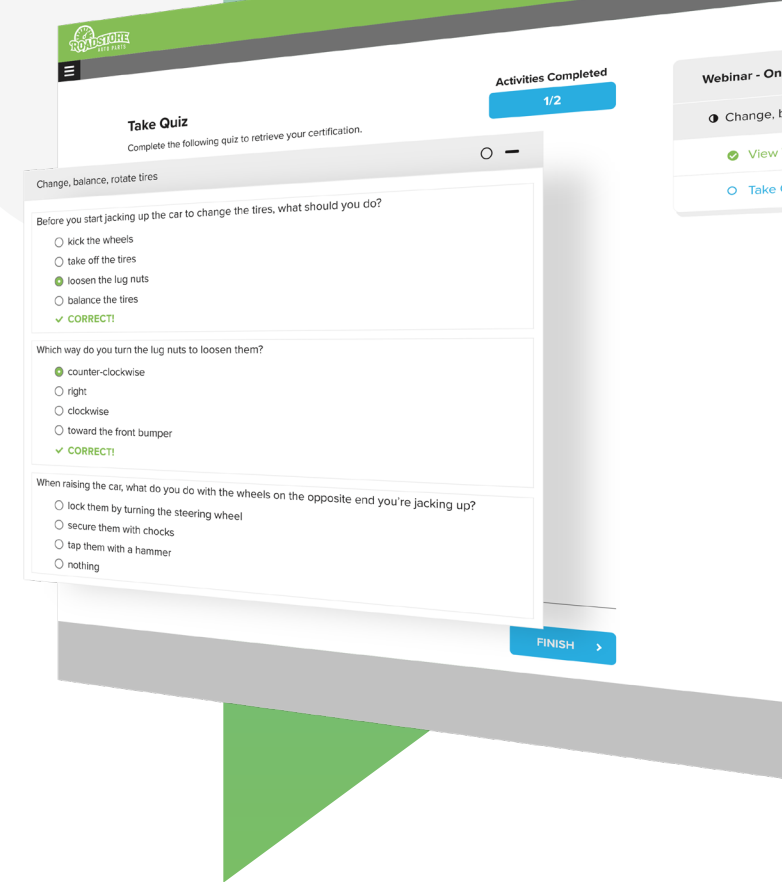 ROADSTORE
AUTO PARTS
Activities Completed
1/2
Take Quiz
Complete the following quiz to retrieve your certification.
Change, balance, rotate tires
Before you start jacking up the car to change the tires, what should you do?
kick the wheels
take off the tires
loosen the lug nuts
balance the tires
CORRECT!
Which way do you turn the lug nuts to loosen them?
counter-clockwise
right
clockwise
toward the front bumper
CORRECT!
When raising the car, what do you do with the wheels on the opposite end you're jacking up?
lock them by turning the steering wheel
secure them with chocks
tap them with a hammer
nothing
FINISH
Webinar - On
Change, b
View
Take